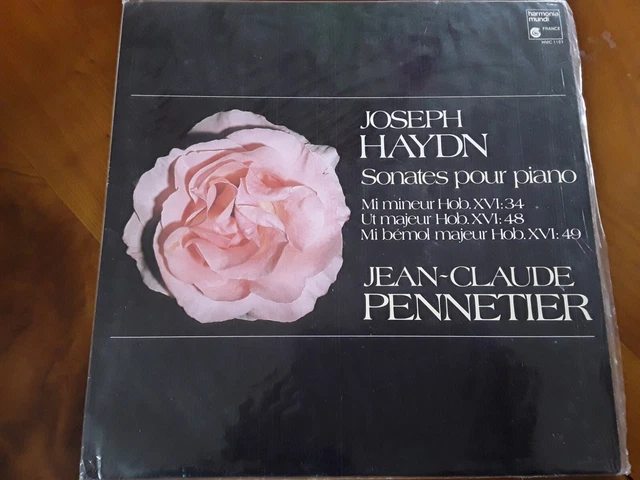 harmonia
mundi
FRANCE
JOSEPH
HAYDN
Sonates pour piano
Mi mineur Hob. XVI: 34
Ut majeur Hob. XVI: 48
Mi bémol majeur Hob. XVI: 49
JEAN-CLAUDE
PENNETIER